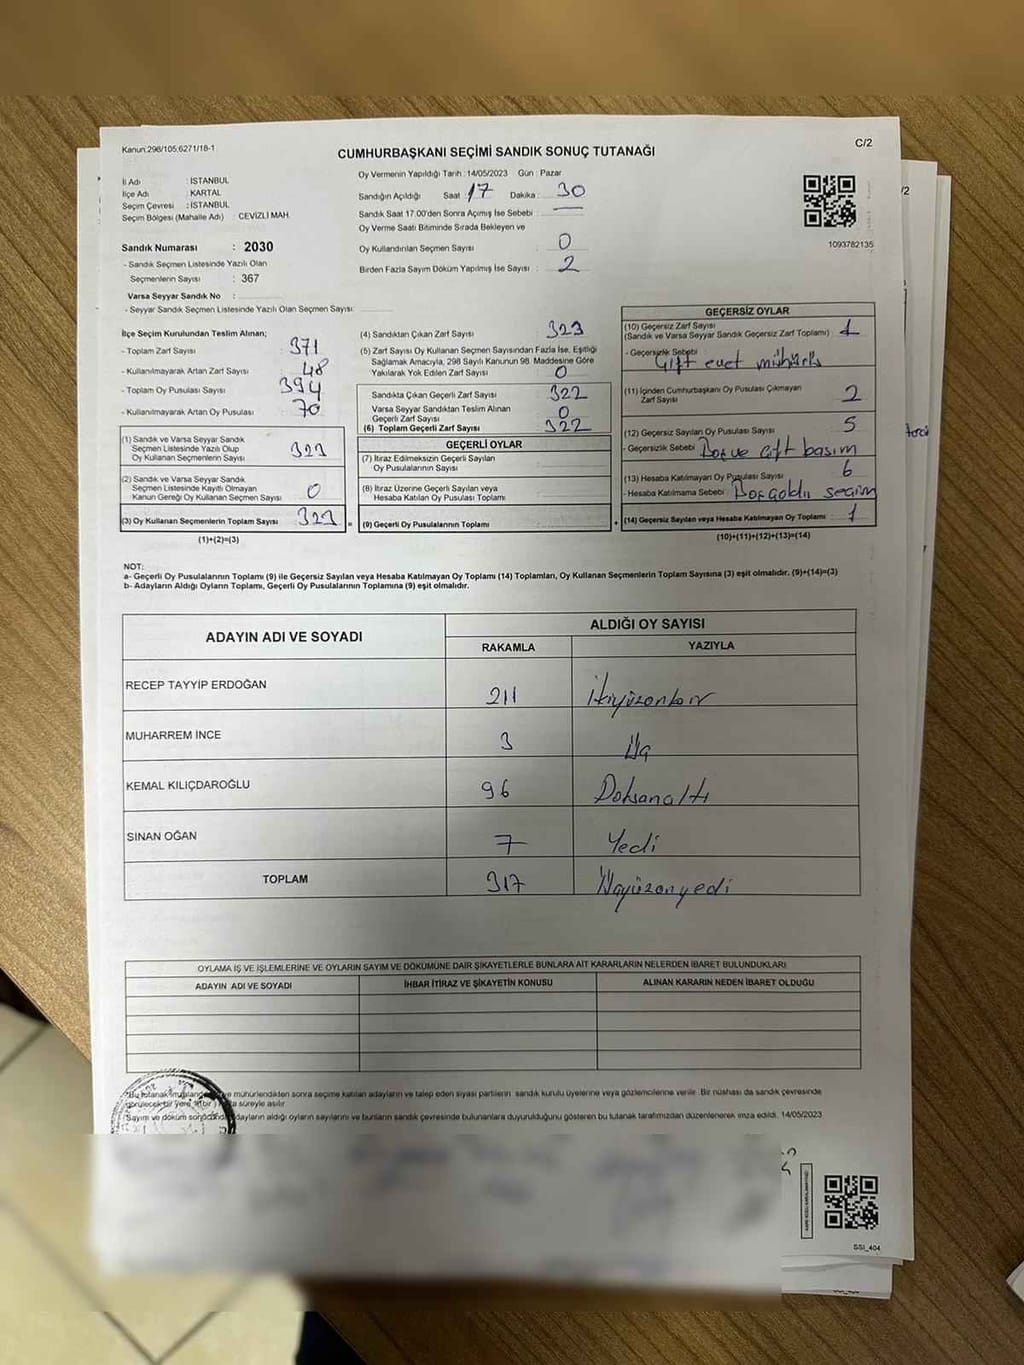 Kanun:298/105;6271/18-1
C/2
CUMHURBAŞKANI SEÇİMİ SANDIK SONUÇ TUTANAĞI
İl Adı : İSTANBUL
İlçe Adı : KARTAL
Seçim Çevresi : İSTANBUL
Seçim Bölgesi (Mahalle Adı) : CEVİZLİ MAH.
Sandık Numarası : 2030
- Sandık Seçmen Listesinde Yazılı Olan
Seçmenlerin Sayısı : 367
Varsa Seyyar Sandık No :
- Seyyar Sandık Seçmen Listesinde Yazılı Olan Seçmen Sayısı:
Oy Vermenin Yapıldığı Tarih :14/05/2023 Gün : Pazar
Sandığın Açıldığı Saat : 17 Dakika : 30
Sandık Saat 17.00'den Sonra Açımış İse Sebebi :
Oy Verme Saati Bitiminde Sırada Bekleyen ve
Oy Kullandırılan Seçmen Sayısı : 0
Birden Fazla Sayım Döküm Yapılmış İse Sayısı : 2
1093782135
İlçe Seçim Kurulundan Teslim Alınan;
- Toplam Zarf Sayısı : 371
- Kullanılmayarak Artan Zarf Sayısı : 48
- Toplam Oy Pusulası Sayısı : 394
- Kullanılmayarak Artan Oy Pusulası : 70
(1) Sandık ve Varsa Seyyar Sandık
Seçmen Listesinde Yazılı Olup
Oy Kullanan Seçmenlerin Sayısı : 323
(2) Sandık ve Varsa Seyyar Sandık
Seçmen Listesinde Kayıtlı Olmayan
Kanun Gereği Oy Kullanan Seçmen Sayısı : 0
(3) Oy Kullanan Seçmenlerin Toplam Sayısı : 323
(1)+(2)=(3)
(4) Sandıktan Çıkan Zarf Sayısı : 323
(5) Zarf Sayısı Oy Kullanan Seçmen Sayısından Fazla İse, Eşitliği
Sağlamak Amacıyla, 298 Sayılı Kanunun 98. Maddesine Göre
Yakılarak Yok Edilen Zarf Sayısı : 0
Sandıkta Çıkan Geçerli Zarf Sayısı : 322
Varsa Seyyar Sandıktan Teslim Alınan
Geçerli Zarf Sayısı : 0
(6) Toplam Geçerli Zarf Sayısı : 322
GEÇERLİ OYLAR
(7) İtiraz Edilmeksizin Geçerli Sayılan
Oy Pusulalarının Sayısı :
(8) İtiraz Üzerine Geçerli Sayılan veya
Hesaba Katılan Oy Pusulası Toplamı :
(9) Geçerli Oy Pusulalarının Toplamı :
GEÇERSİZ OYLAR
(10) Geçersiz Zarf Sayısı
(Sandık ve Varsa Seyyar Sandık Geçersiz Zarf Toplamı) : 1
- Geçersizlik Sebebi : Çift evet mühürlü
(11) İçinden Cumhurbaşkanı Oy Pusulası Çıkmayan
Zarf Sayısı : 2
(12) Geçersiz Sayılan Oy Pusulası Sayısı : 5
- Geçersizlik Sebebi : Boş ve çift basım
(13) Hesaba Katılmayan Oy Pusulası Sayısı : 6
- Hesaba Katılmama Sebebi : seçim
(14) Geçersiz Sayılan veya Hesaba Katılmayan Oy Toplamı : 1
(10)+(11)+(12)+(13)=(14)
NOT:
a- Geçerli Oy Pusulalarının Toplamı (9) ile Geçersiz Sayılan veya Hesaba Katılmayan Oy Toplamı (14) Toplamları, Oy Kullanan Seçmenlerin Toplam Sayısına (3) eşit olmalıdır. (9)+(14)=(3)
b- Adayların Aldığı Oyların Toplamı, Geçerli Oy Pusulalarının Toplamına (9) eşit olmalıdır.
ADAYIN ADI VE SOYADI
ALDIĞI OY SAYISI
RAKAMLA YAZIYLA
RECEP TAYYİP ERDOĞAN 211 ikiyüzonbir
MUHARREM İNCE 3 Üç
KEMAL KILIÇDAROĞLU 96 Doksanaltı
SİNAN OĞAN 7 Yedi
TOPLAM 317 Üçyüzonyedi
OYLAMA İŞ VE İŞLEMLERİNE VE OYLARIN SAYIM VE DÖKÜMÜNE DAİR ŞİKAYETLERLE BUNLARA AİT KARARLARIN NELERDEN İBARET BULUNDUKLARI
ADAYIN ADI VE SOYADI İHBAR İTİRAZ VE ŞİKAYETİN KONUSU ALINAN KARARIN NEDEN İBARET OLDUĞU
mühürlendikten sonra seçime katılan adayların ve talep eden siyasi partilerin sandık kurulu üyelerine veya gözlemcilerine verilir. Bir nüshası da sandık çevresinde
süreyle asılır.
Sayım ve döküm adayların aldığı oyların sayılarını ve bunların sandık çevresinde bulunanlara duyurulduğunu gösteren bu tutanak tarafımızdan düzenlenerek imza edildi. 14/05/2023
SSI_404